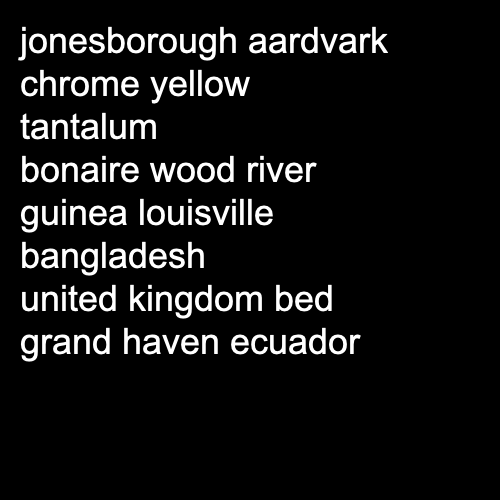 jonesborough aardvark
chrome yellow
tantalum
bonaire wood river
guinea louisville
bangladesh
united kingdom bed
grand haven ecuador